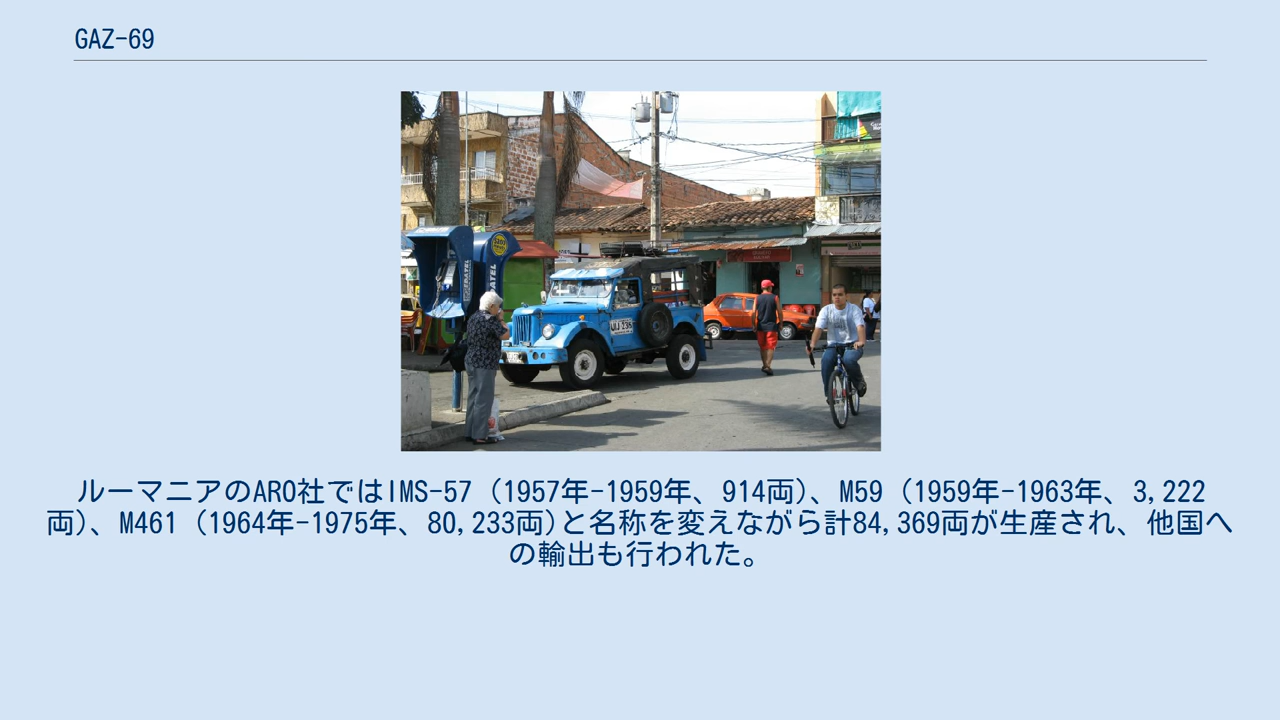 GAZ-69
ルーマニアのARO社ではIMS-57（1957年-1959年、914両)、M59（1959年-1963年、3,222
両)、M461（1964年-1975年、80,233両)と名称を変えながら計84,369両が生産され、他国へ
の輸出も行われた。